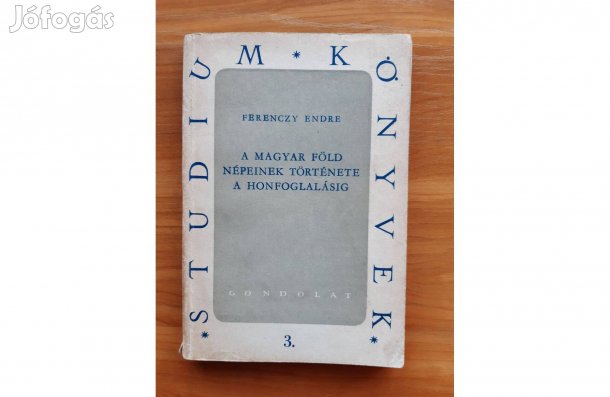 Jófogás
STUDIUM * KÖNYVEK *
FERENCZY ENDRE
A MAGYAR FÖLD
NÉPEINEK TÖRTÉNETE
A HONFOGLALÁSIG
GONDOLAT
3.